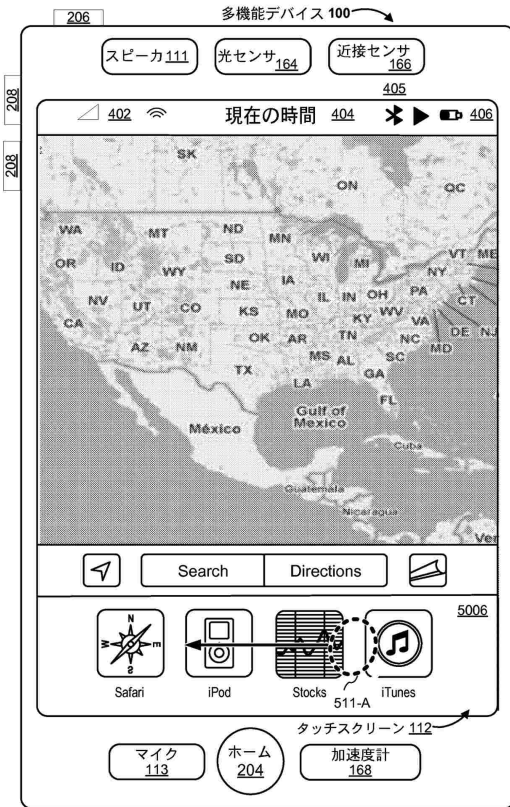 多機能デバイス 100
206
スピーカ 111
光センサ 164
近接センサ 166
208
208
405
402
現在の時間 404
406
SK
ON
QC
WA
MT
ND
MN
VT
ME
OR
ID
SD
WI
MI
NY
WY
NE
IA
NV
UT
CO
IL
IN
OH
PA
CT
CA
KS
MO
KY
WV
VA
DE
NJ
AZ
NM
OK
AR
TN
NC
MD
TX
MS
AL
SC
LA
GA
FL
México
Gulf of
Mexico
Cuba
Guatemala
Nicaragua
Ver
Search
Directions
5006
N
W
E
S
Safari
iPod
Stocks
iTunes
511-A
タッチスクリーン 112
マイク
113
ホーム
204
加速度計
168